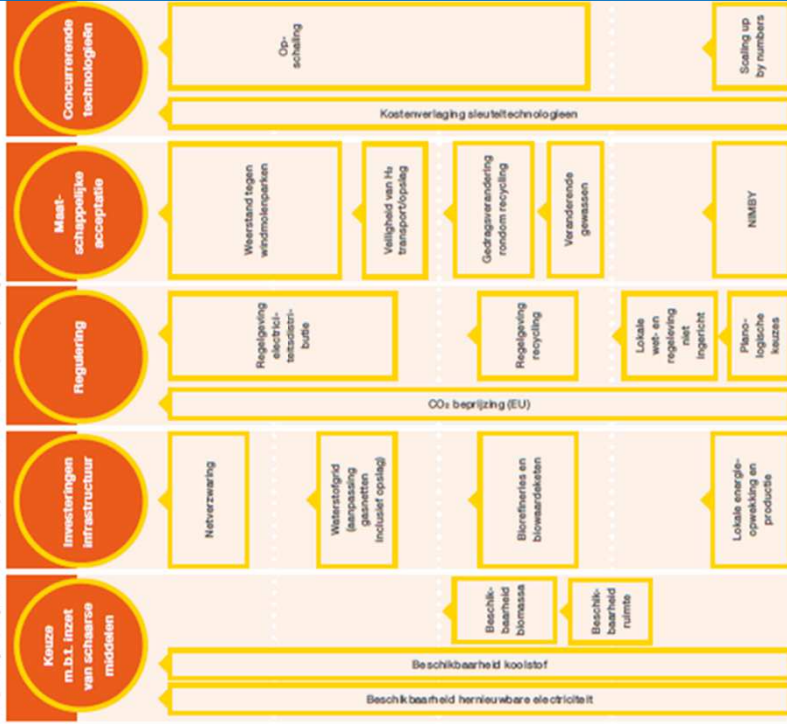 Concurrerende
technologieën
Op-
schaling
Scaling up
by numbers
Kostenverlaging sleuteltechnologieen
Maat-
schappelijke
acceptatie
Weerstand tegen
windmolenparken
Veiligheid van H₂
transport/opslag
Gedragsverandering
rondom recycling
Veranderende
gewassen
NIMBY
Regulering
Regelgeving
electrici-
teitsdistri-
butie
Regelgeving
recycling
Lokale
wet- en
regeleving
niet
ingericht
Plano-
logische
keuzes
CO₂ beprijzing (EU)
Investeringen
infrastructuur
Netverzwaring
Waterstofgrid
(aanpassing
gasnetten
inclusief opslag)
Biorefineries en
biowaardeketen
Lokale energie-
opwekking en
productie
Keuze
m.b.t. inzet
van schaarse
middelen
Beschik-
baarheid
biomassa
Beschik-
baarheid
ruimte
Beschikbaarheid koolstof
Beschikbaarheid hernieuwbare electriciteit